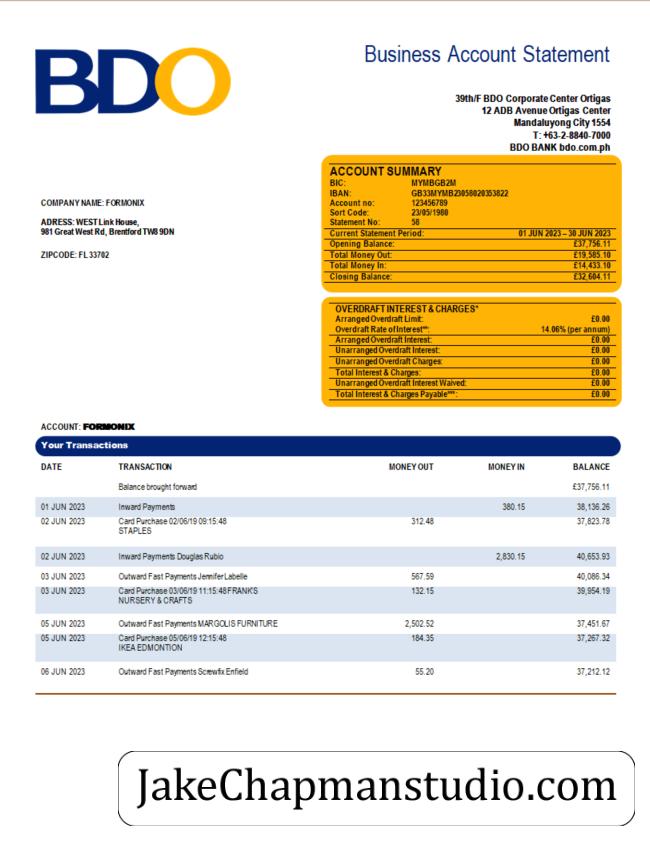 BDO
Business Account Statement
39th/F BDO Corporate Center Ortigas
12 ADB Avenue Ortigas Center
Mandaluyong City 1554
T: +63-2-8840-7000
BDO BANK bdo.com.ph
COMPANY NAME: FORMONIX
ADRESS: WEST Link House,
981 Great West Rd, Brentford TW8 9DN
ZIPCODE: FL 33702
ACCOUNT SUMMARY
BIC: MYMBGB2M
IBAN: GB33MYMB23058020353822
Account no: 123456789
Sort Code: 23/05/1980
Statement No: 58
Current Statement Period: 01 JUN 2023 – 30 JUN 2023
Opening Balance: £37,756.11
Total Money Out: £19,585.10
Total Money In: £14,433.10
Closing Balance: £32,604.11
OVERDRAFT INTEREST & CHARGES*
Arranged Overdraft Limit: £0.00
Overdraft Rate of Interest**: 14.06% (per annum)
Arranged Overdraft Interest: £0.00
Unarranged Overdraft Interest: £0.00
Unarranged Overdraft Charges: £0.00
Total Interest & Charges: £0.00
Unarranged Overdraft Interest Waived: £0.00
Total Interest & Charges Payable***: £0.00
ACCOUNT: FORMONIX
Your Transactions
DATE TRANSACTION MONEY OUT MONEY IN BALANCE
Balance brought forward £37,756.11
01 JUN 2023 Inward Payments 380.15 38,136.26
02 JUN 2023 Card Purchase 02/06/19 09:15:48 312.48 37,823.78
STAPLES
02 JUN 2023 Inward Payments Douglas Rubio 2,830.15 40,653.93
03 JUN 2023 Outward Fast Payments Jennifer Labelle 567.59 40,086.34
03 JUN 2023 Card Purchase 03/06/19 11:15:48 FRANKS 132.15 39,954.19
NURSERY & CRAFTS
05 JUN 2023 Outward Fast Payments MARGOLIS FURNITURE 2,502.52 37,451.67
05 JUN 2023 Card Purchase 05/06/19 12:15:48 184.35 37,267.32
IKEA EDMONTION
06 JUN 2023 Outward Fast Payments Screwfix Enfield 55.20 37,212.12
JakeChapmanstudio.com